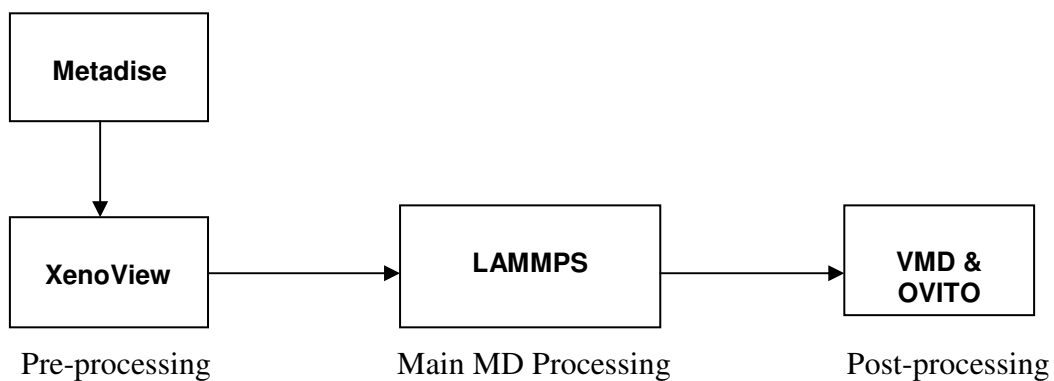 Metadise
XenoView
LAMMPS
VMD &
OVITO
Pre-processing
Main MD Processing
Post-processing